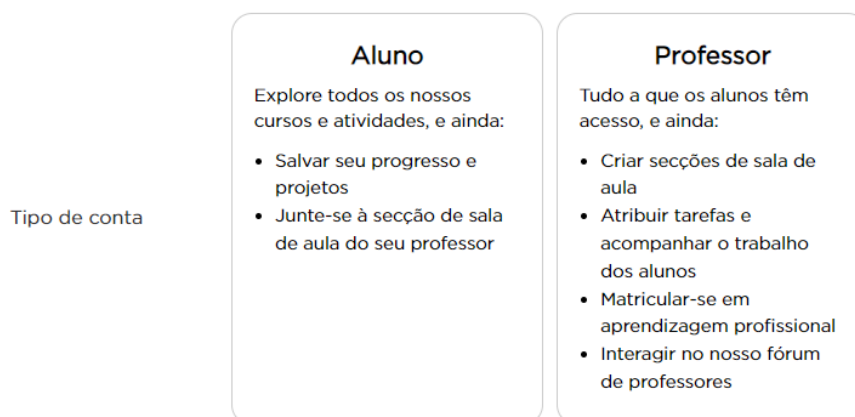 Tipo de conta
Aluno
Explore todos os nossos
cursos e atividades, e ainda:
• Salvar seu progresso e
projetos
• Junte-se à secção de sala
de aula do seu professor
Professor
Tudo a que os alunos têm
acesso, e ainda:
• Criar secções de sala de
aula
• Atribuir tarefas e
acompanhar o trabalho
dos alunos
• Matricular-se em
aprendizagem profissional
• Interagir no nosso fórum
de professores